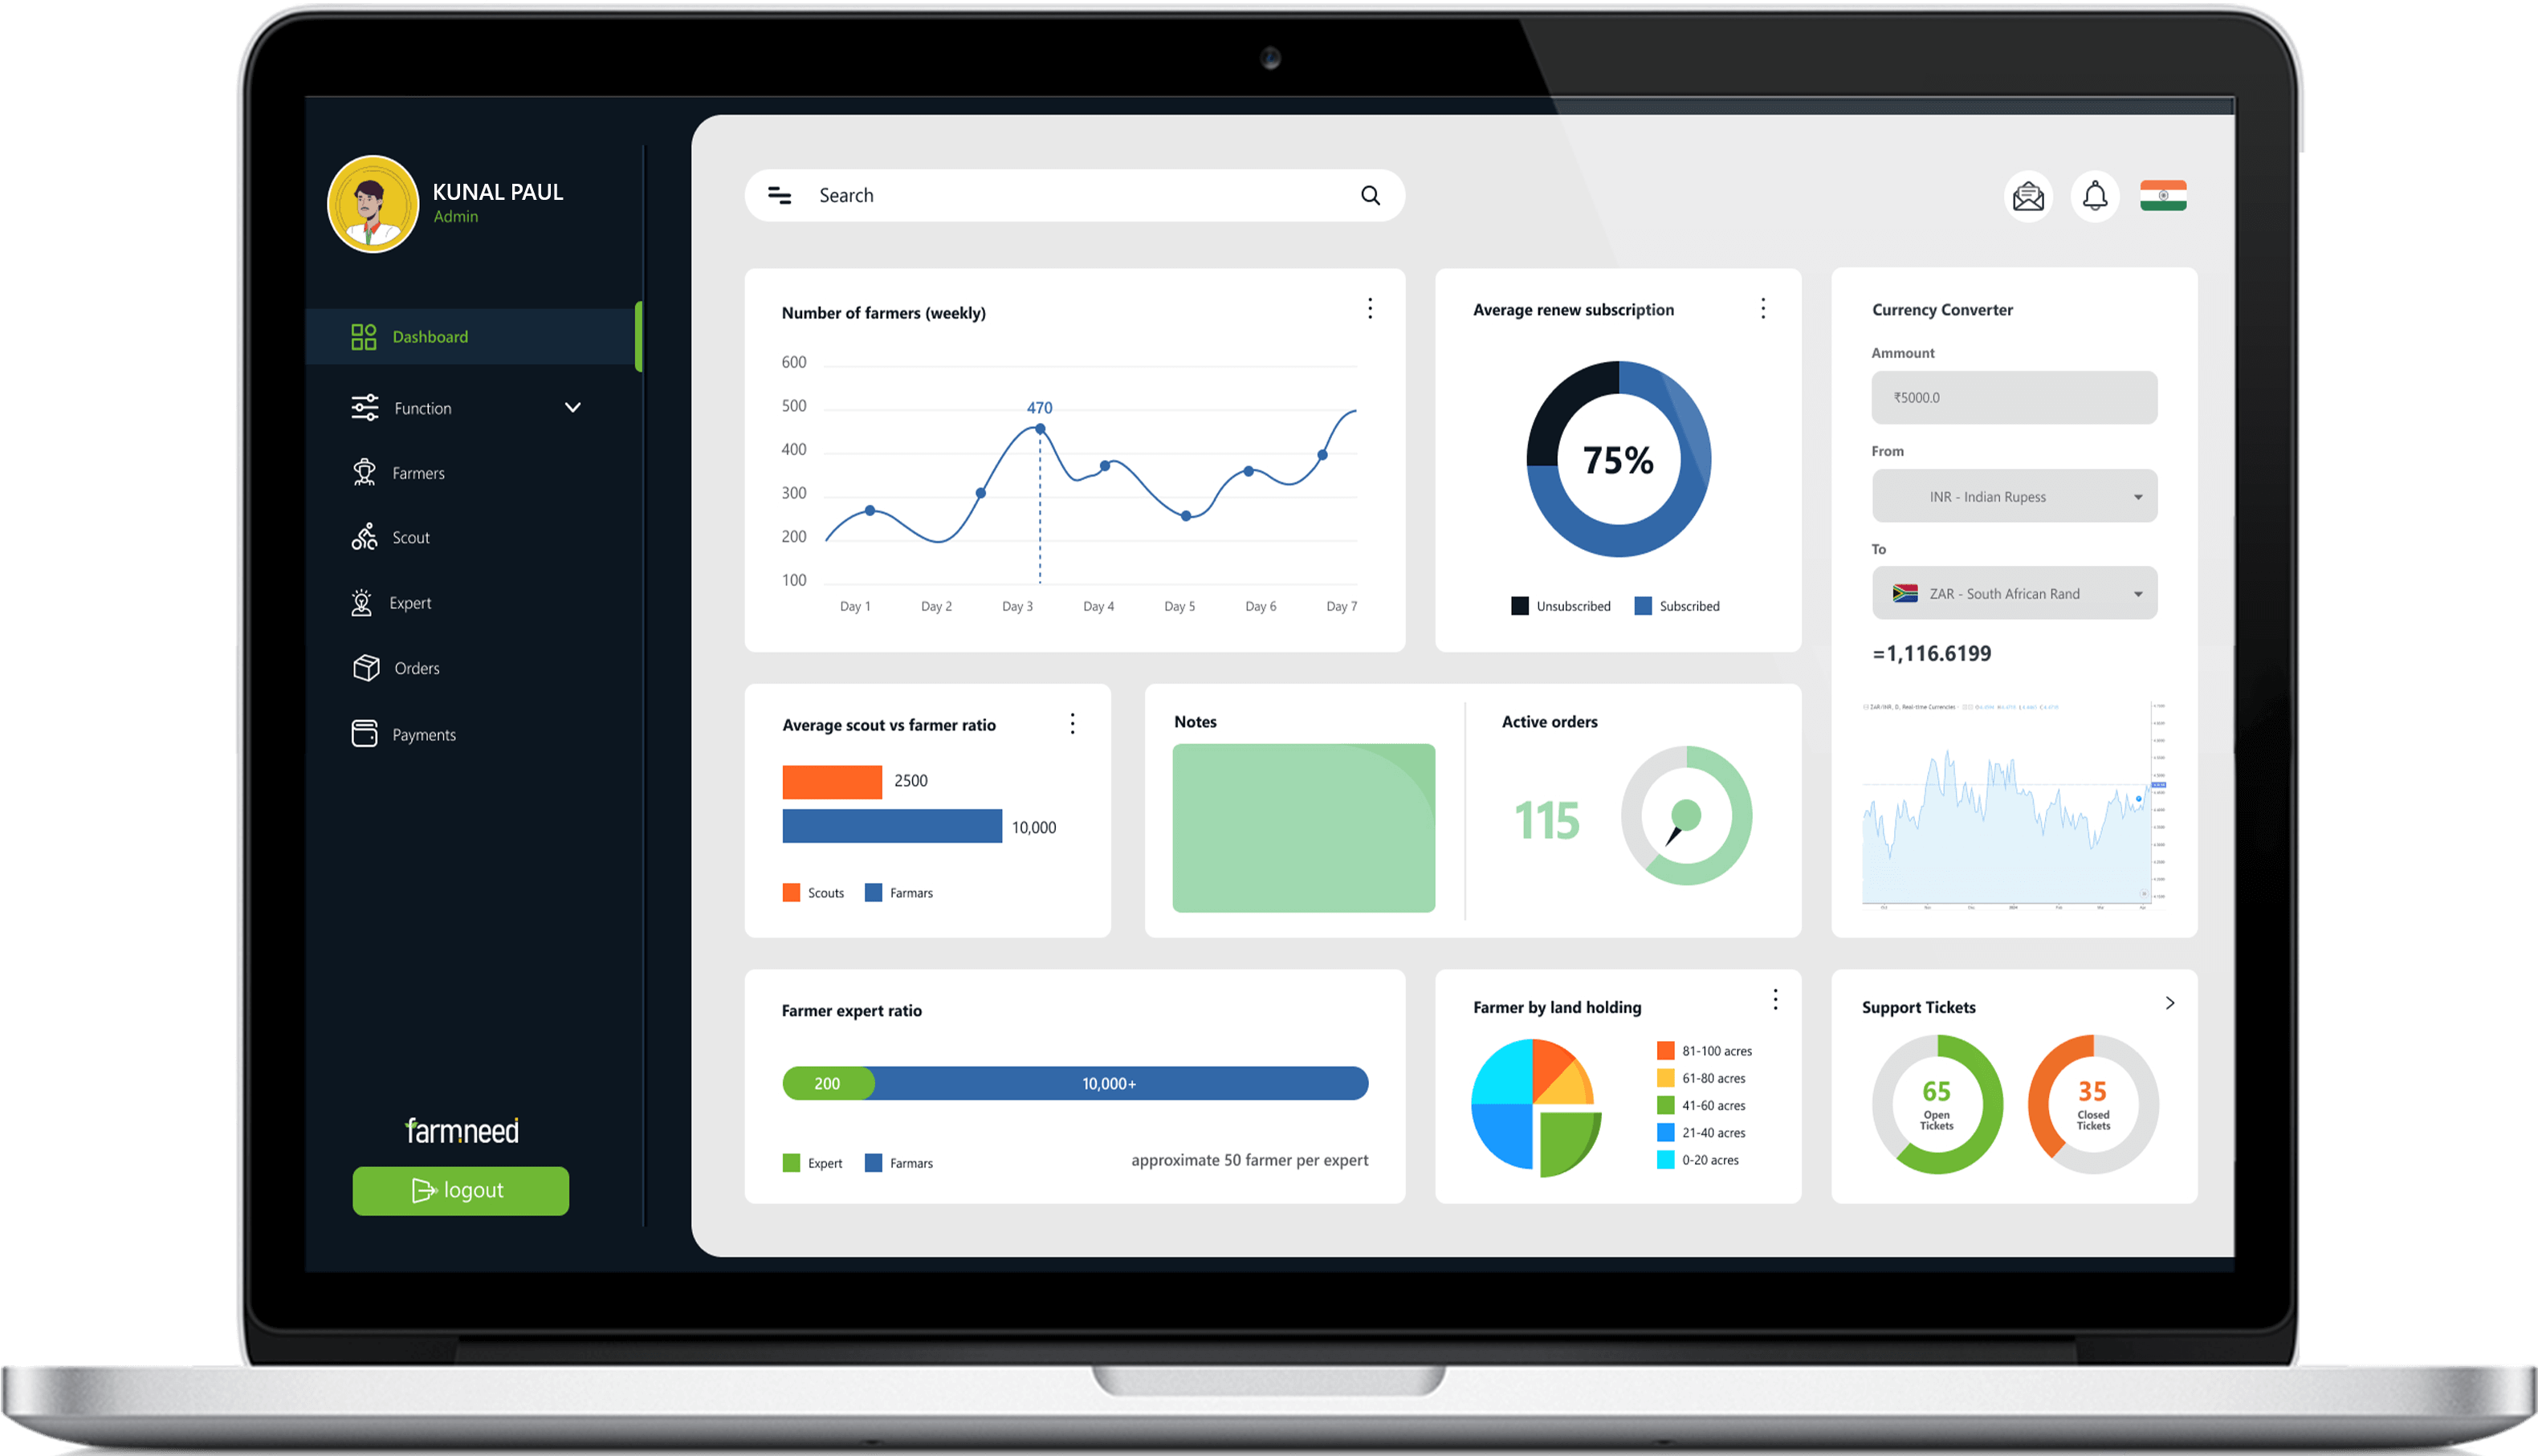 KUNAL PAUL
Admin
Dashboard
Function
Farmers
Scout
Expert
Orders
Payments
farmneed
logout
Search
Number of farmers (weekly)
600
500
400
300
200
100
470
Day 1 Day 2 Day 3 Day 4 Day 5 Day 6 Day 7
Average renew subscription
75%
Unsubscribed Subscribed
Currency Converter
Ammount
₹5000.0
From
INR - Indian Rupess
To
ZAR - South African Rand
=1,116.6199
ZAR/INR, D, Real-time Currencies
Average scout vs farmer ratio
2500
10,000
Scouts Farmars
Notes
Active orders
115
Farmer expert ratio
200 10,000+
Expert Farmars
approximate 50 farmer per expert
Farmer by land holding
81-100 acres
61-80 acres
41-60 acres
21-40 acres
0-20 acres
Support Tickets
65
Open
Tickets
35
Closed
Tickets